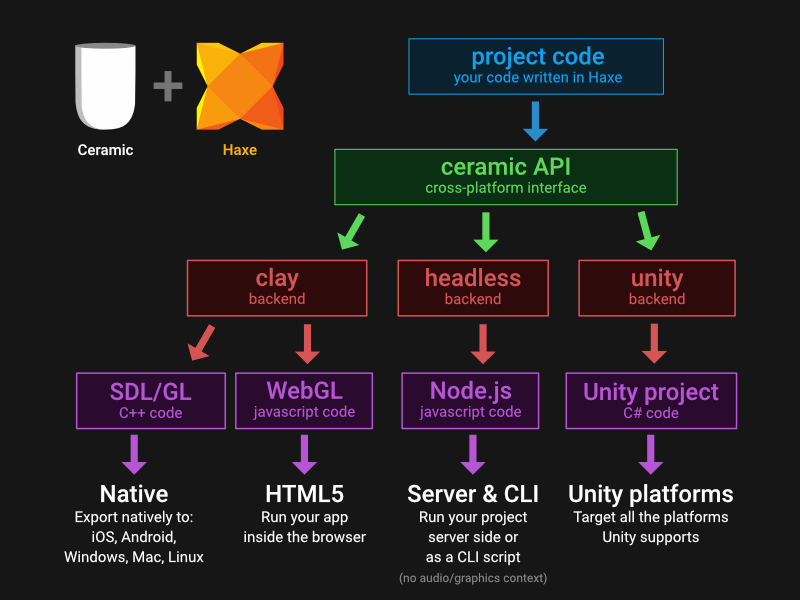 Ceramic
Haxe
project code
your code written in Haxe
ceramic API
cross-platform interface
clay
backend
headless
backend
unity
backend
SDL/GL
C++ code
WebGL
javascript code
Node.js
javascript code
Unity project
C# code
Native
Export natively to:
iOS, Android,
Windows, Mac, Linux
HTML5
Run your app
inside the browser
Server & CLI
Run your project
server side or
as a CLI script
(no audio/graphics context)
Unity platforms
Target all the platforms
Unity supports